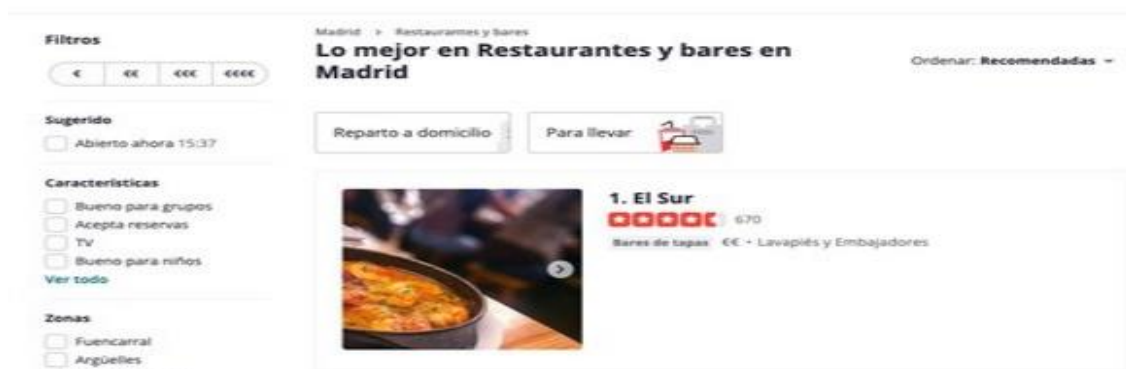 Filtros
€ €€ €€€ €€€€
Sugerido
Abierto ahora 15:37
Características
Bueno para grupos
Acepta reservas
TV
Bueno para niños
Ver todo
Zonas
Fuencarral
Argüelles
Madrid > Restaurantes y bares
Lo mejor en Restaurantes y bares en
Madrid
Ordenar: Recomendadas
Reparto a domicilio
Para llevar
1. El Sur
670
Bares de tapas €€ • Lavapiés y Embajadores